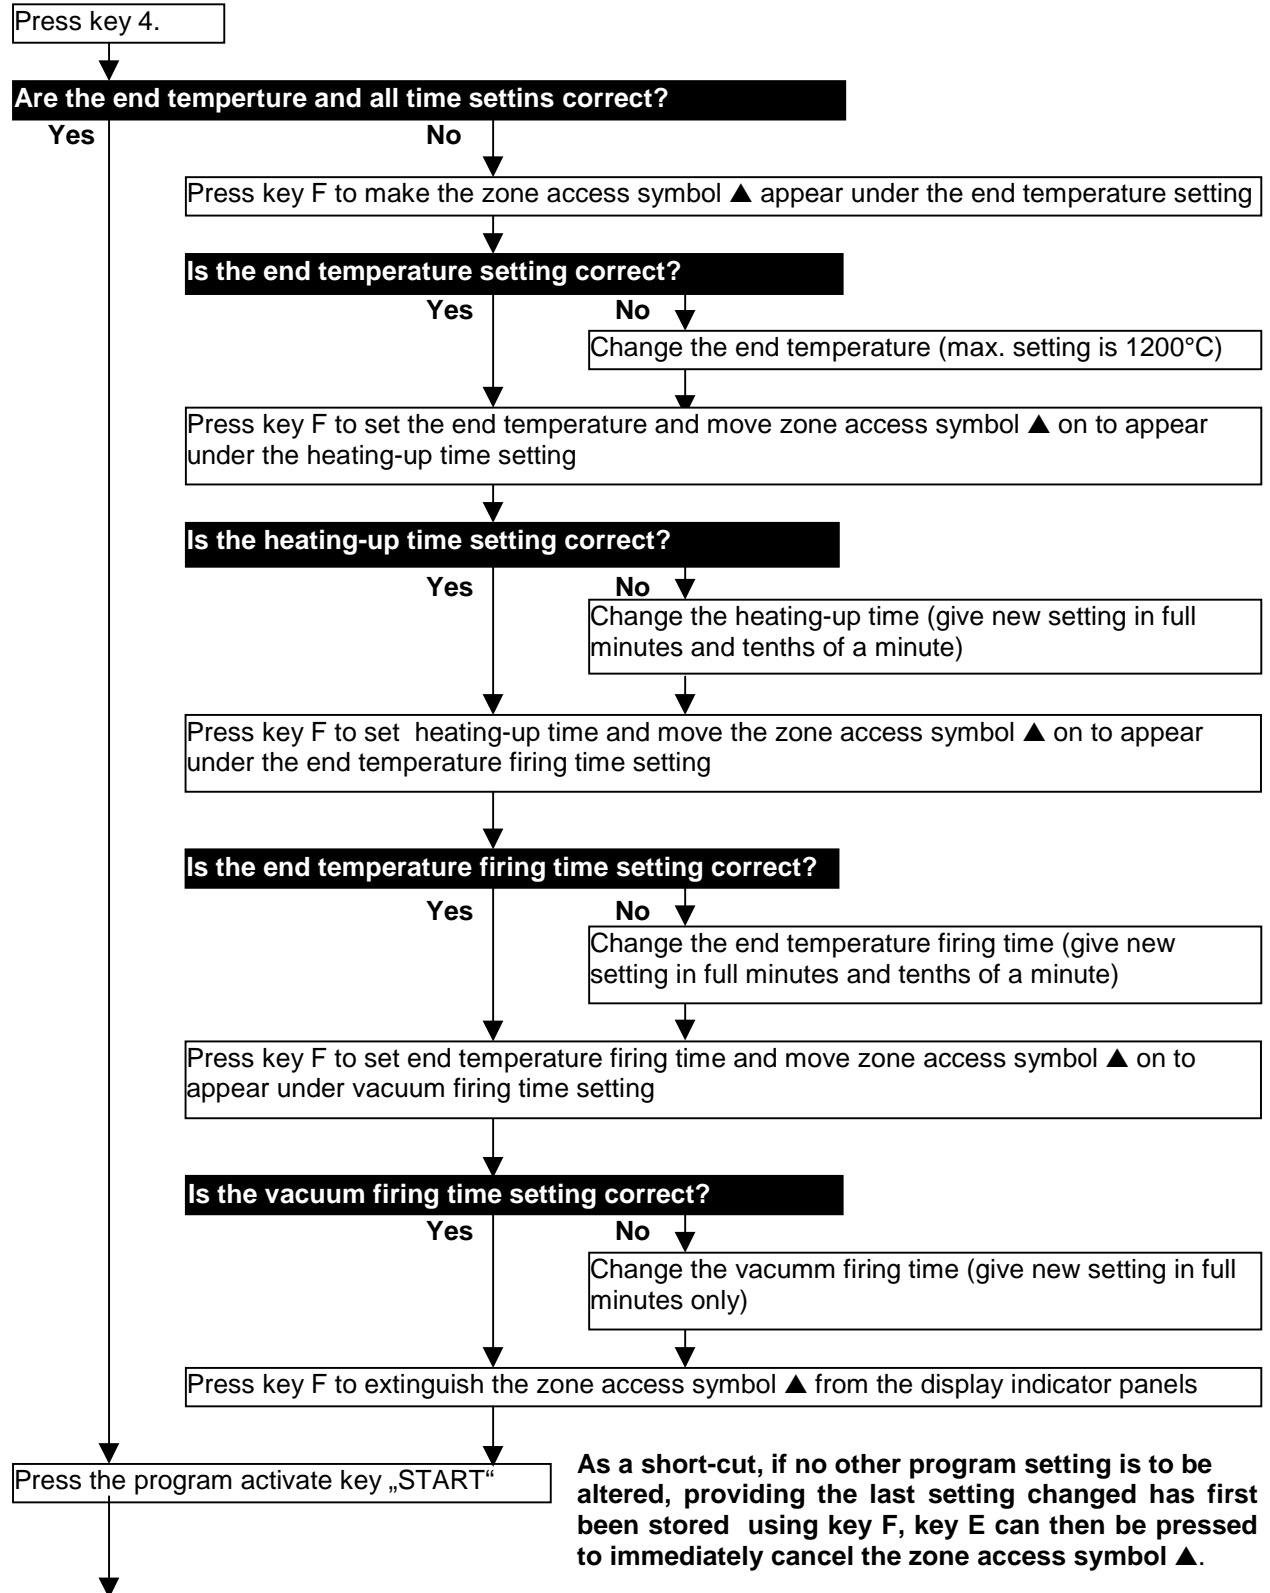 Press key 4.
Are the end temperture and all time settins correct?
Yes No
Press key F to make the zone access symbol ▲ appear under the end temperature setting
Is the end temperature setting correct?
Yes No
Change the end temperature (max. setting is 1200°C)
Press key F to set the end temperature and move zone access symbol ▲ on to appear
under the heating-up time setting
Is the heating-up time setting correct?
Yes No
Change the heating-up time (give new setting in full
minutes and tenths of a minute)
Press key F to set heating-up time and move the zone access symbol ▲ on to appear
under the end temperature firing time setting
Is the end temperature firing time setting correct?
Yes No
Change the end temperature firing time (give new
setting in full minutes and tenths of a minute)
Press key F to set end temperature firing time and move zone access symbol ▲ on to
appear under vacuum firing time setting
Is the vacuum firing time setting correct?
Yes No
Change the vacumm firing time (give new setting in full
minutes only)
Press key F to extinguish the zone access symbol ▲ from the display indicator panels
Press the program activate key „START“
As a short-cut, if no other program setting is to be
altered, providing the last setting changed has first
been stored using key F, key E can then be pressed
to immediately cancel the zone access symbol ▲.